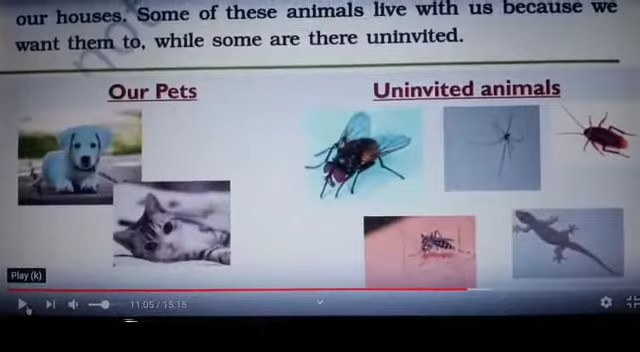 our houses. Some of these animals live with us because we
want them to, while some are there uninvited.
Our Pets
Uninvited animals
Play (k)
11:05 / 15:15